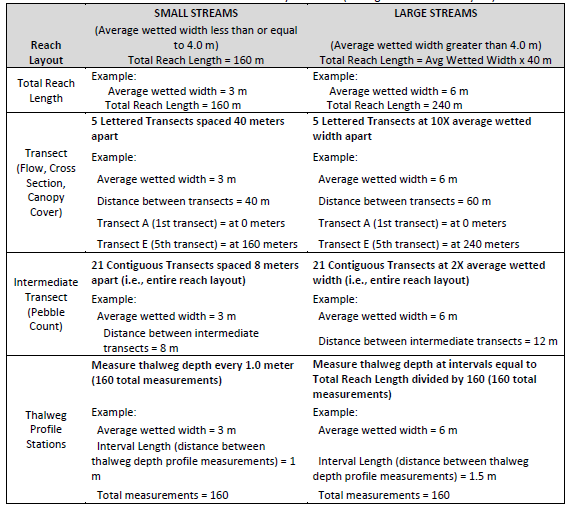 SMALL STREAMS
(Average wetted width less than or equal
to 4.0 m)
Total Reach Length = 160 m
LARGE STREAMS
(Average wetted width greater than 4.0 m)
Total Reach Length = Avg Wetted Width x 40 m
Reach
Layout
Total Reach
Length
Example:
Average wetted width = 3 m
Total Reach Length = 160 m
Example:
Average wetted width = 6 m
Total Reach Length = 240 m
Transect
(Flow, Cross
Section,
Canopy
Cover)
5 Lettered Transects spaced 40 meters
apart
Example:
Average wetted width = 3 m
Distance between transects = 40 m
Transect A (1st transect) = at 0 meters
Transect E (5th transect) = at 160 meters
5 Lettered Transects at 10X average wetted
width apart
Example:
Average wetted width = 6 m
Distance between transects = 60 m
Transect A (1st transect) = at 0 meters
Transect E (5th transect) = at 240 meters
Intermediate
Transect
(Pebble
Count)
21 Contiguous Transects spaced 8 meters
apart (i.e., entire reach layout)
Example:
Average wetted width = 3 m
Distance between intermediate
transects = 8 m
21 Contiguous Transects at 2X average wetted
width (i.e., entire reach layout)
Example:
Average wetted width = 6 m
Distance between intermediate transects = 12 m
Thalweg
Profile
Stations
Measure thalweg depth every 1.0 meter
(160 total measurements)
Example:
Average wetted width = 3 m
Interval Length (distance between
thalweg depth profile measurements) = 1
m
Total measurements = 160
Measure thalweg depth at intervals equal to
Total Reach Length divided by 160 (160 total
measurements)
Example:
Average wetted width = 6 m
Interval Length (distance between thalweg
depth profile measurements) = 1.5 m
Total measurements = 160